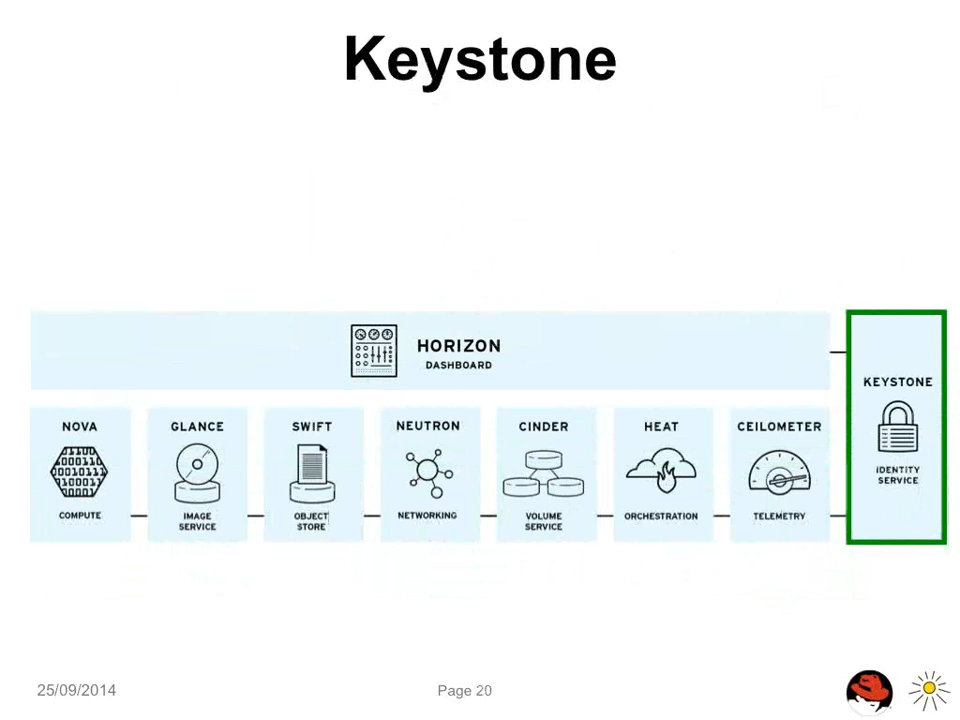 Keystone
HORIZON
DASHBOARD
KEYSTONE
IDENTITY
SERVICE
NOVA
COMPUTE
GLANCE
IMAGE
SERVICE
SWIFT
OBJECT
STORE
NEUTRON
NETWORKING
CINDER
VOLUME
SERVICE
HEAT
ORCHESTRATION
CEILOMETER
TELEMETRY
25/09/2014
Page 20